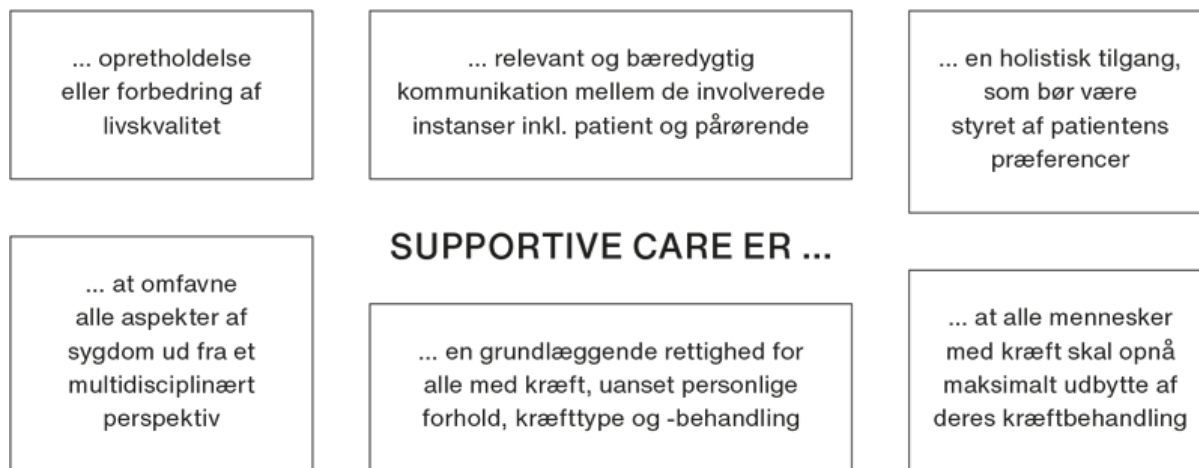 ... opretholdelse
eller forbedring af
livskvalitet
... relevant og bæredygtig
kommunikation mellem de involverede
instanser inkl. patient og pårørende
... en holistisk tilgang,
som bør være
styret af patientens
præferencer
SUPPORTIVE CARE ER ...
... at omfavne
alle aspekter af
sygdom ud fra et
multidisciplinært
perspektiv
... en grundlæggende rettighed for
alle med kræft, uanset personlige
forhold, kræfttype og -behandling
... at alle mennesker
med kræft skal opnå
maksimalt udbytte af
deres kræftbehandling